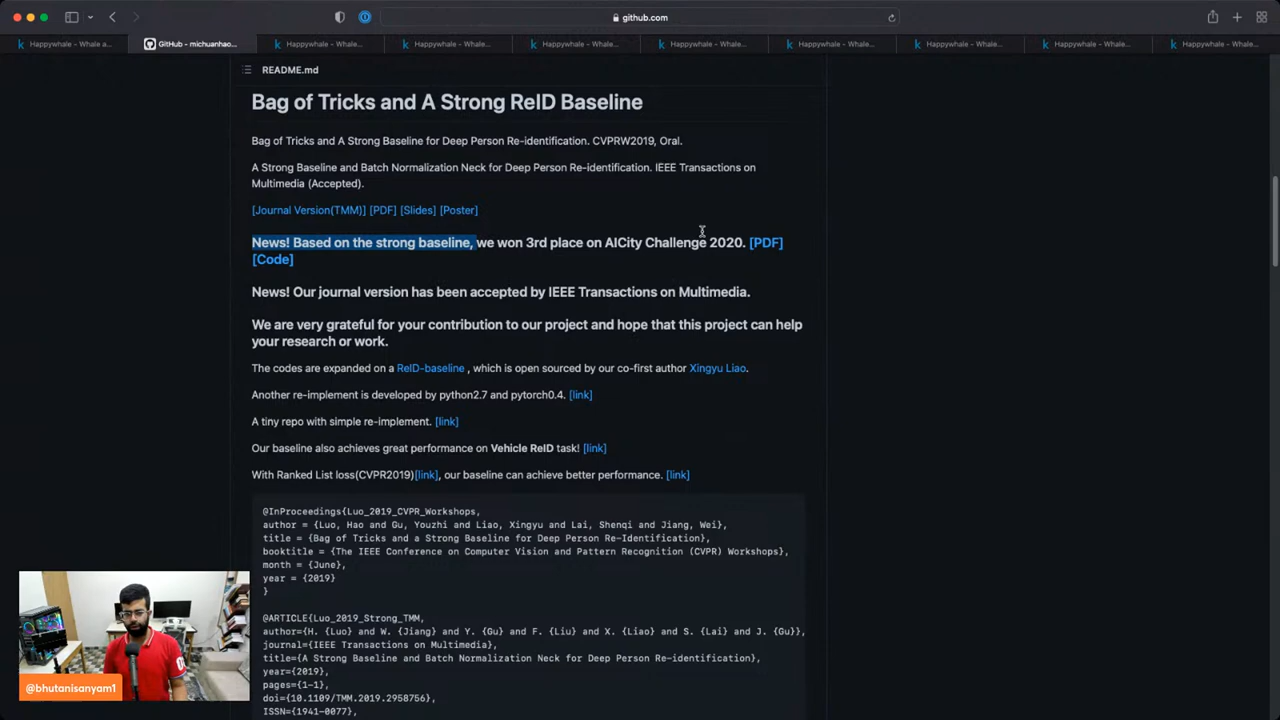 github.com
Happywhale - Whale a...
GitHub - michuanhao...
Happywhale - Whale...
Happywhale - Whale...
Happywhale - Whale...
Happywhale - Whale...
Happywhale - Whale...
Happywhale - Whale...
Happywhale - Whale...
Happywhale - Whale...
README.md
Bag of Tricks and A Strong ReID Baseline
Bag of Tricks and A Strong Baseline for Deep Person Re-identification. CVPRW2019, Oral.
A Strong Baseline and Batch Normalization Neck for Deep Person Re-identification. IEEE Transactions on
Multimedia (Accepted).
[Journal Version(TMM)] [PDF] [Slides] [Poster]
News! Based on the strong baseline, we won 3rd place on AICity Challenge 2020. [PDF]
[Code]
News! Our journal version has been accepted by IEEE Transactions on Multimedia.
We are very grateful for your contribution to our project and hope that this project can help
your research or work.
The codes are expanded on a ReID-baseline , which is open sourced by our co-first author Xingyu Liao.
Another re-implement is developed by python2.7 and pytorch0.4. [link]
A tiny repo with simple re-implement. [link]
Our baseline also achieves great performance on Vehicle ReID task! [link]
With Ranked List loss(CVPR2019)[link], our baseline can achieve better performance. [link]
@InProceedings{Luo_2019_CVPR_Workshops,
author = {Luo, Hao and Gu, Youzhi and Liao, Xingyu and Lai, Shenqi and Jiang, Wei},
title = {Bag of Tricks and a Strong Baseline for Deep Person Re-Identification},
booktitle = {The IEEE Conference on Computer Vision and Pattern Recognition (CVPR) Workshops},
month = {June},
year = {2019}
}
@ARTICLE{Luo_2019_Strong_TMM,
author={H. {Luo} and W. {Jiang} and Y. {Gu} and F. {Liu} and X. {Liao} and S. {Lai} and J. {Gu}},
journal={IEEE Transactions on Multimedia},
title={A Strong Baseline and Batch Normalization Neck for Deep Person Re-identification},
year={2019},
pages={1-1},
doi={10.1109/TMM.2019.2958756},
ISSN={1941-0077},
@bhutanisanyam1